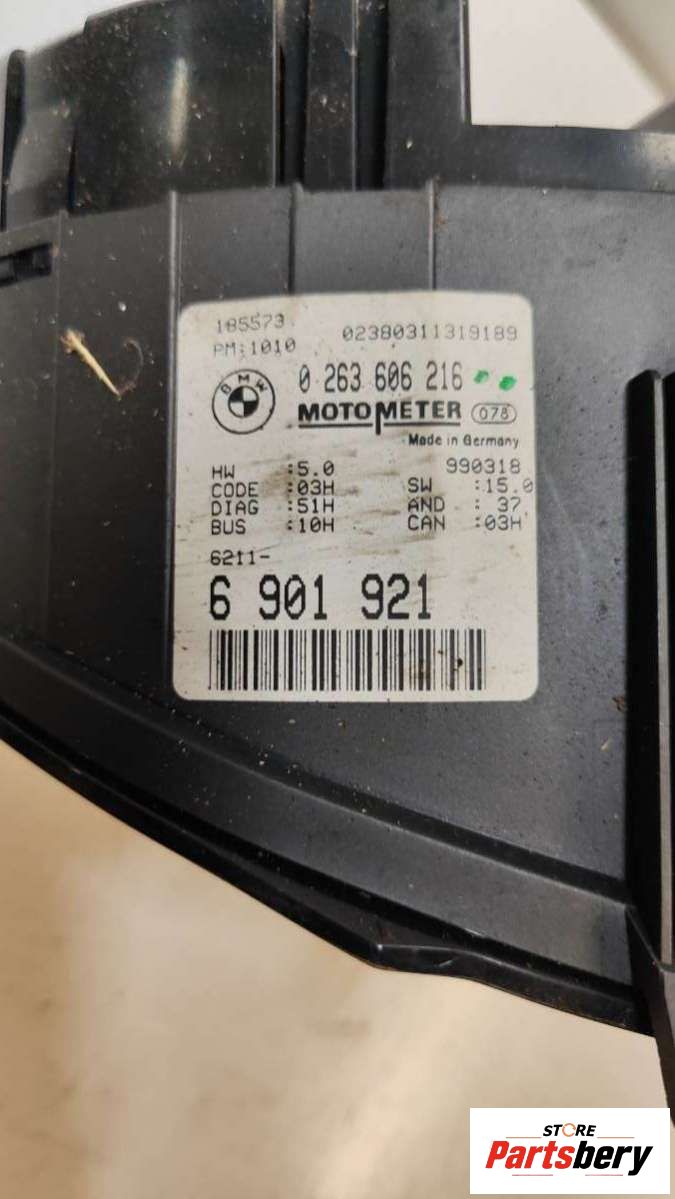 185573 02380311319189
PM:1010
BMW 0 263 606 216
MOTOMETER 078
Made in Germany
HW :5.0 990318
CODE :03H SW :15.0
DIAG :51H AND : 37
BUS :10H CAN :03H
6211-
6 901 921
STORE
Partsbery